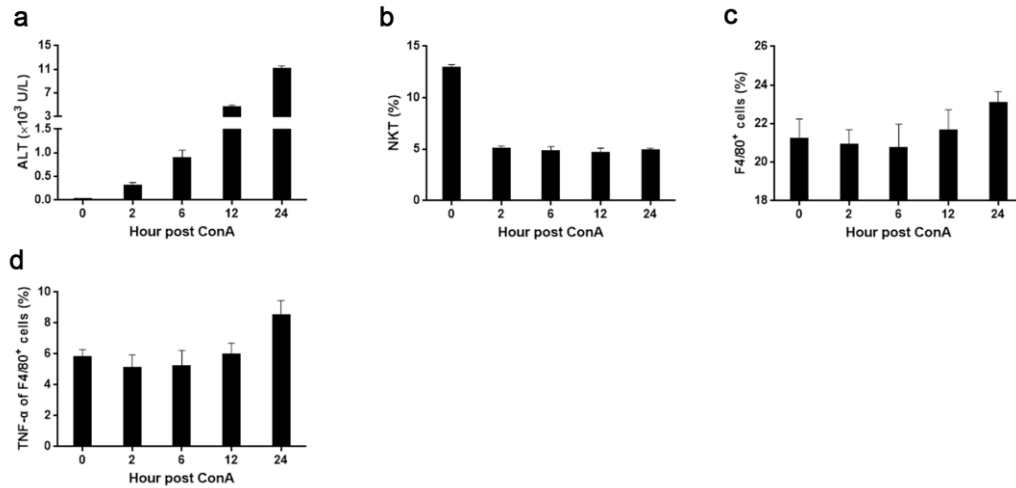 a
ALT (×10³ U/L)
15
11
7
3
1.5
1.0
0.5
0.0
0 2 6 12 24
Hour post ConA
b
NKT (%)
15
10
5
0
0 2 6 12 24
Hour post ConA
c
F4/80⁺ cells (%)
26
24
22
20
18
0 2 6 12 24
Hour post ConA
d
TNF-α of F4/80⁺ cells (%)
10
8
6
4
2
0
0 2 6 12 24
Hour post ConA